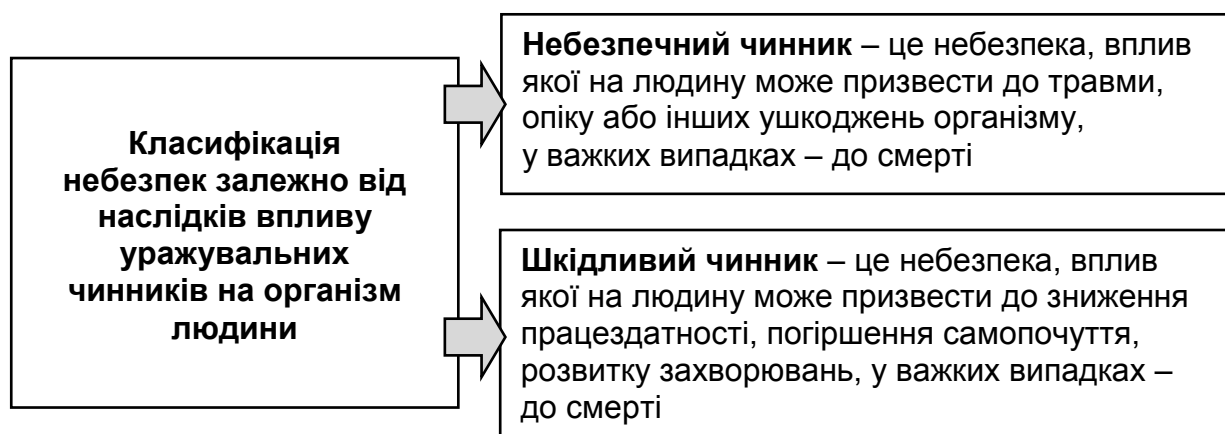 Класифікація
небезпек залежно від
наслідків впливу
уражувальних
чинників на організм
людини
Небезпечний чинник – це небезпека, вплив
якої на людину може призвести до травми,
опіку або інших ушкоджень організму,
у важких випадках – до смерті
Шкідливий чинник – це небезпека, вплив
якої на людину може призвести до зниження
працездатності, погіршення самопочуття,
розвитку захворювань, у важких випадках –
до смерті